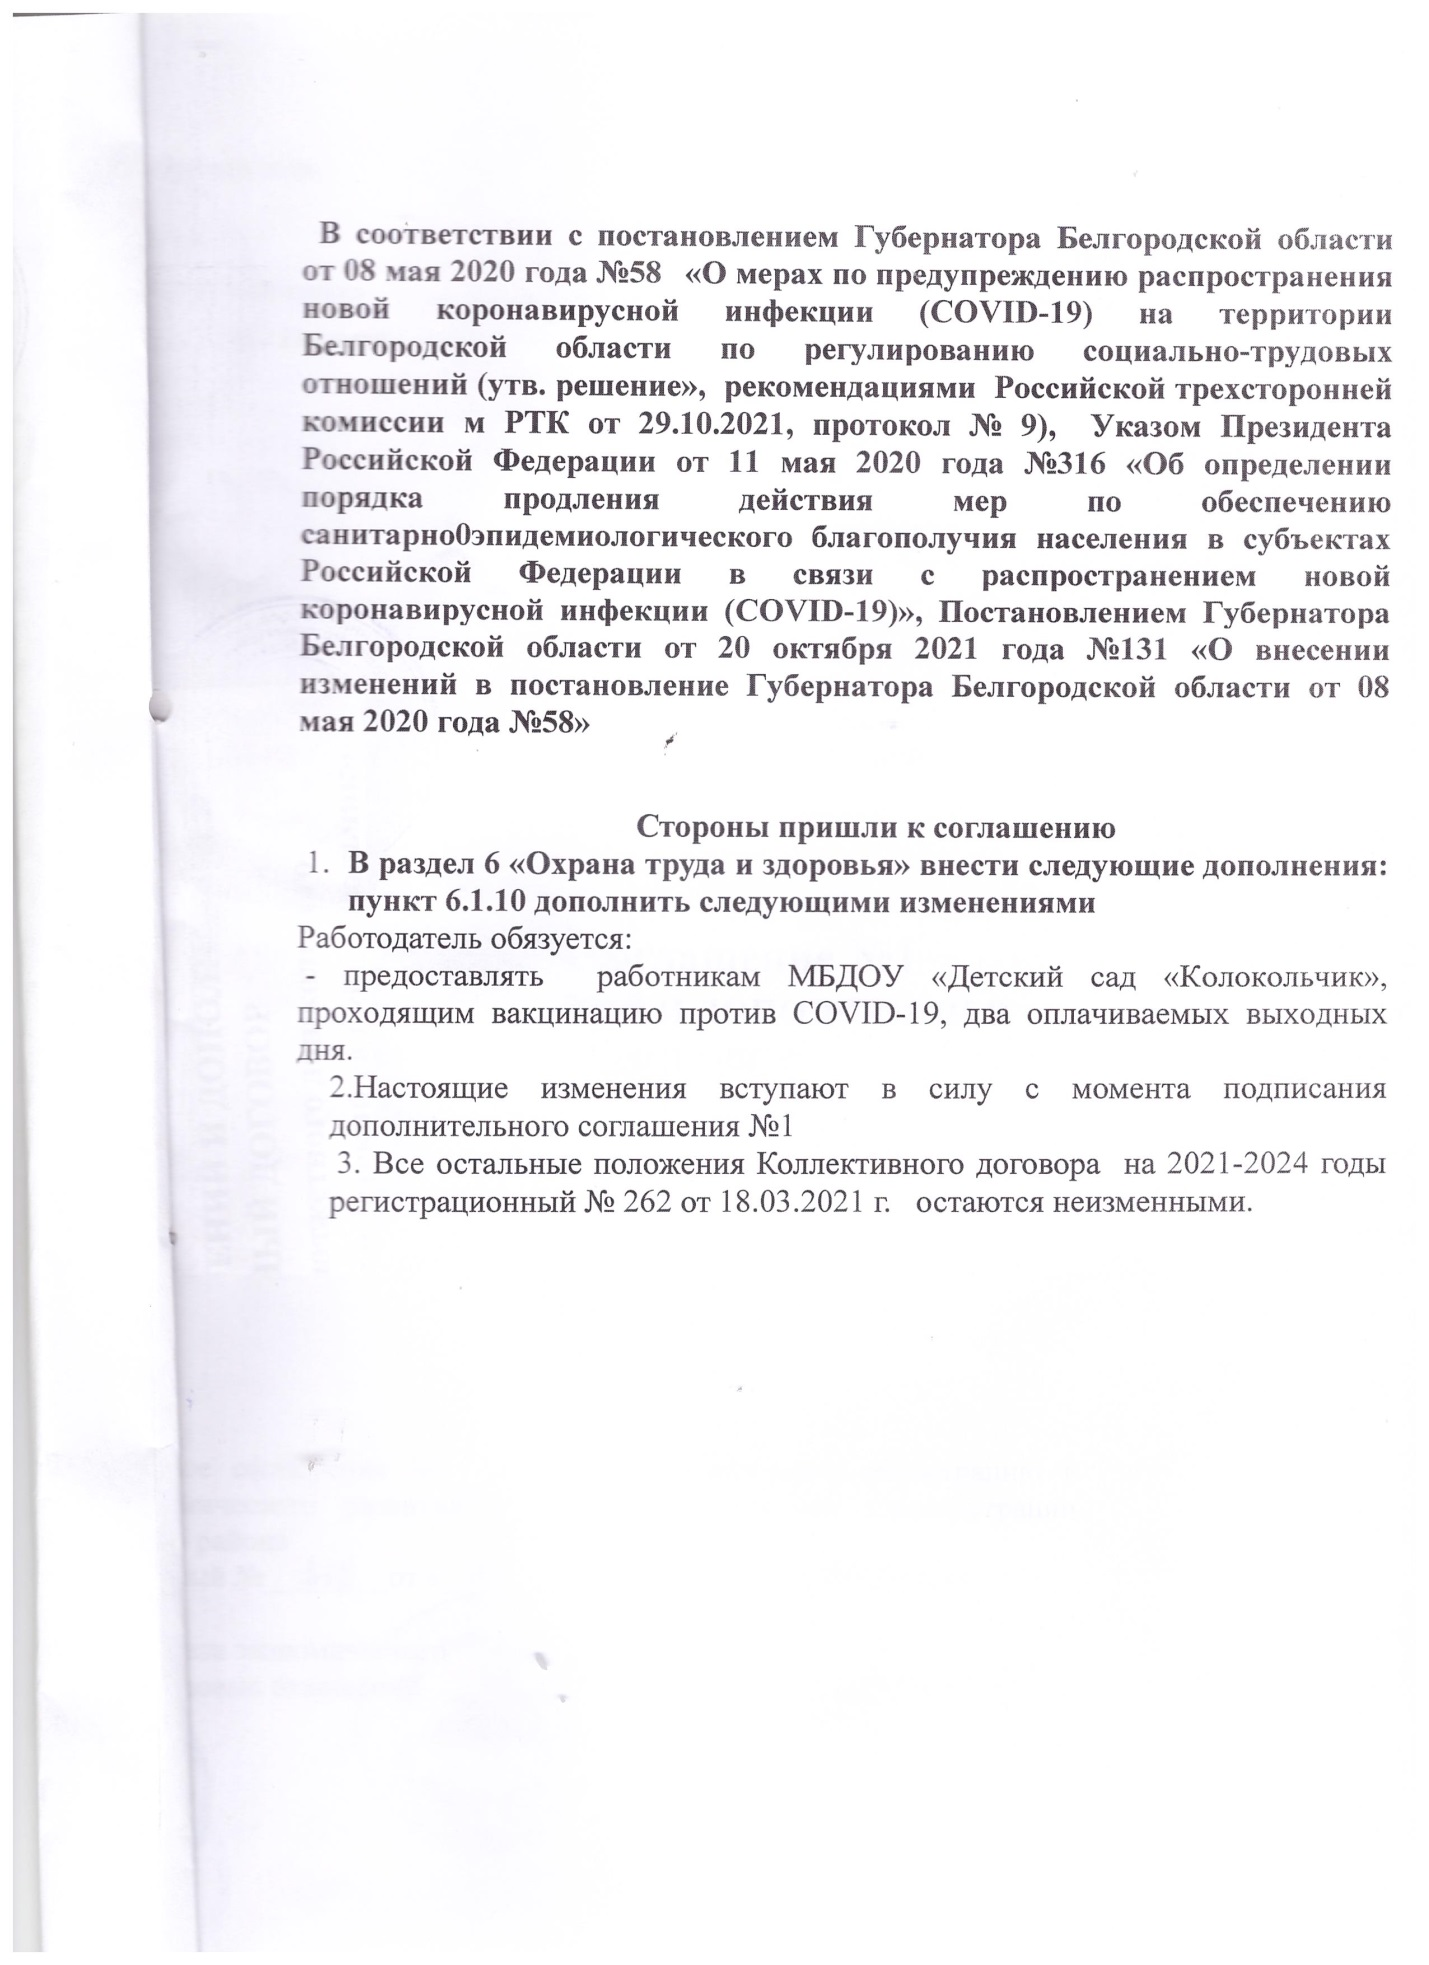 В соответствии с постановлением Губернатора Белгородской области
от 08 мая 2020 года №58 «О мерах по предупреждению распространения
новой коронавирусной инфекции (COVID-19) на территории
Белгородской области по регулированию социально-трудовых
отношений (утв. решение», рекомендациями Российской трехсторонней
комиссии м РТК от 29.10.2021, протокол № 9), Указом Президента
Российской Федерации от 11 мая 2020 года №316 «Об определении
порядка продления действия мер по обеспечению
санитарно0эпидемиологического благополучия населения в субъектах
Российской Федерации в связи с распространением новой
коронавирусной инфекции (COVID-19)», Постановлением Губернатора
Белгородской области от 20 октября 2021 года №131 «О внесении
изменений в постановление Губернатора Белгородской области от 08
мая 2020 года №58»
Стороны пришли к соглашению
1. В раздел 6 «Охрана труда и здоровья» внести следующие дополнения:
пункт 6.1.10 дополнить следующими изменениями
Работодатель обязуется:
- предоставлять работникам МБДОУ «Детский сад «Колокольчик»,
проходящим вакцинацию против COVID-19, два оплачиваемых выходных
дня.
2.Настоящие изменения вступают в силу с момента подписания
дополнительного соглашения №1
3. Все остальные положения Коллективного договора на 2021-2024 годы
регистрационный № 262 от 18.03.2021 г. остаются неизменными.